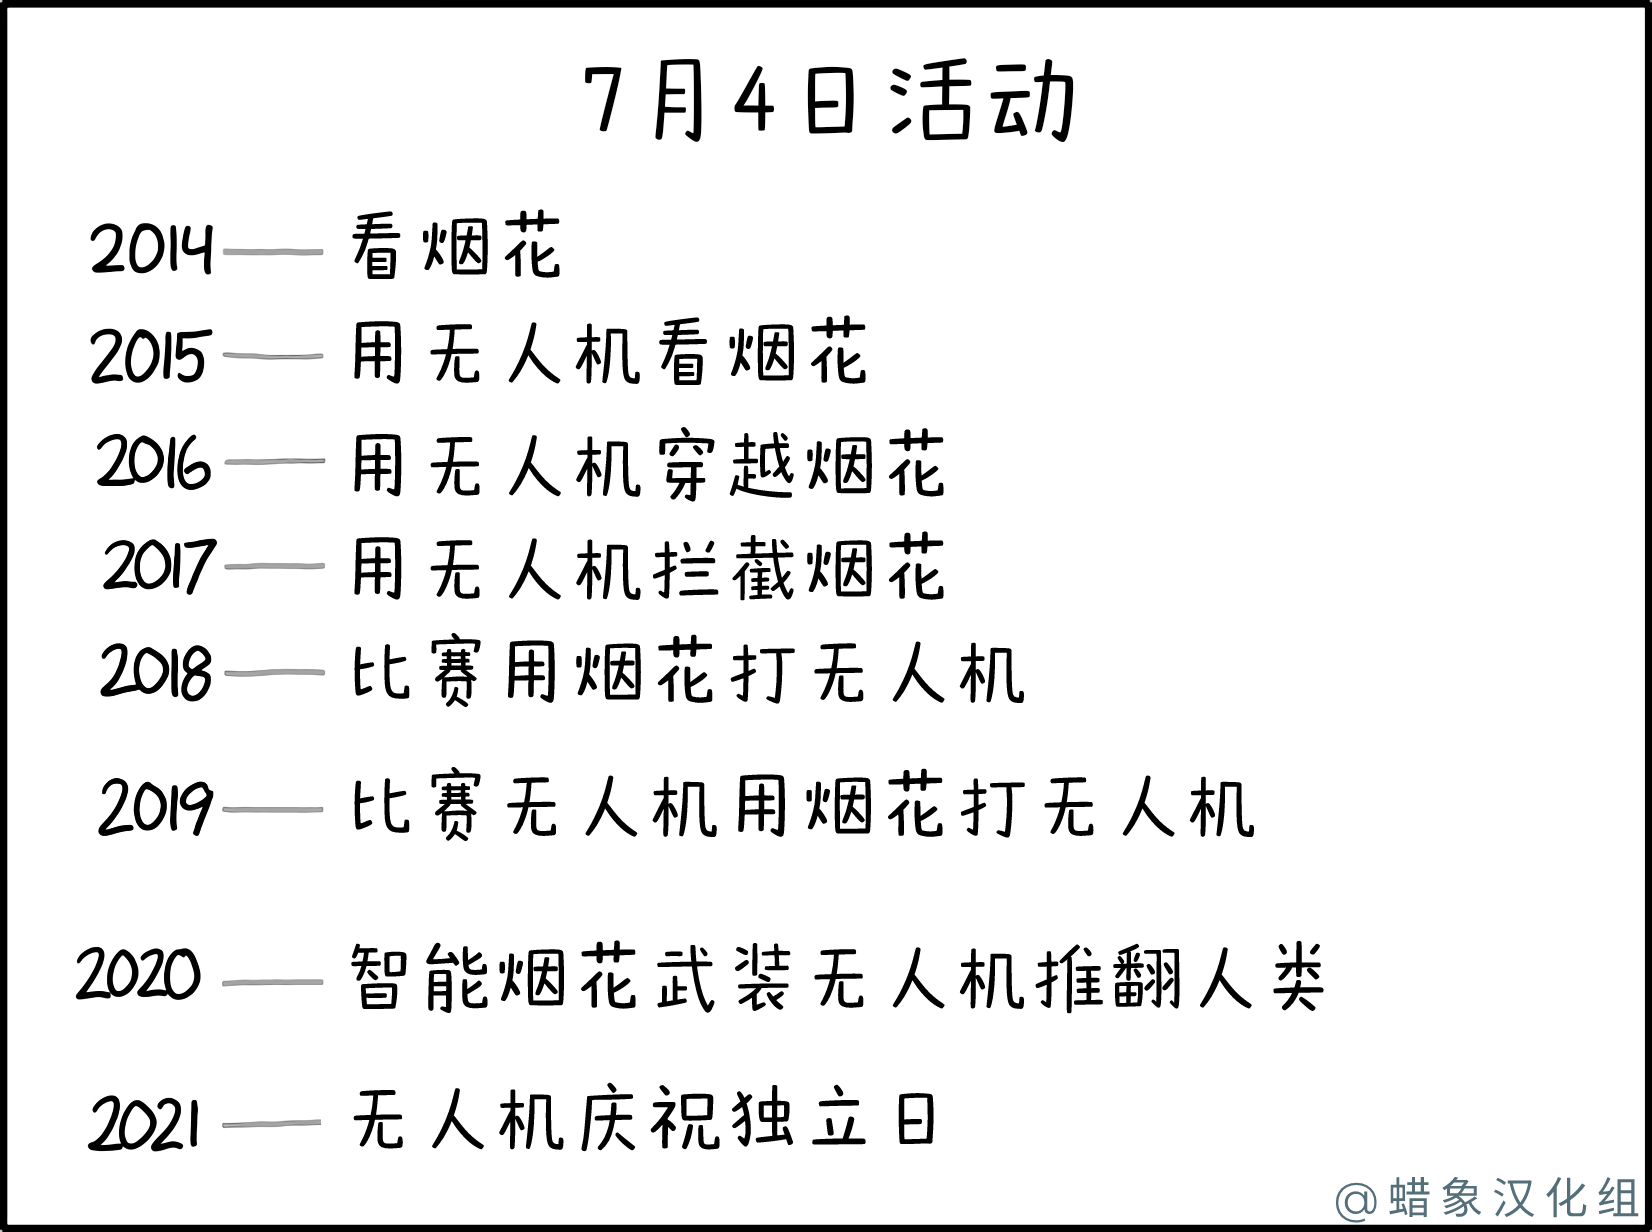 7月4日活动
2014 — 看烟花
2015 — 用无人机看烟花
2016 — 用无人机穿越烟花
2017 — 用无人机拦截烟花
2018 — 比赛用烟花打无人机
2019 — 比赛无人机用烟花打无人机
2020 — 智能烟花武装无人机推翻人类
2021 — 无人机庆祝独立日
@蜡象汉化组